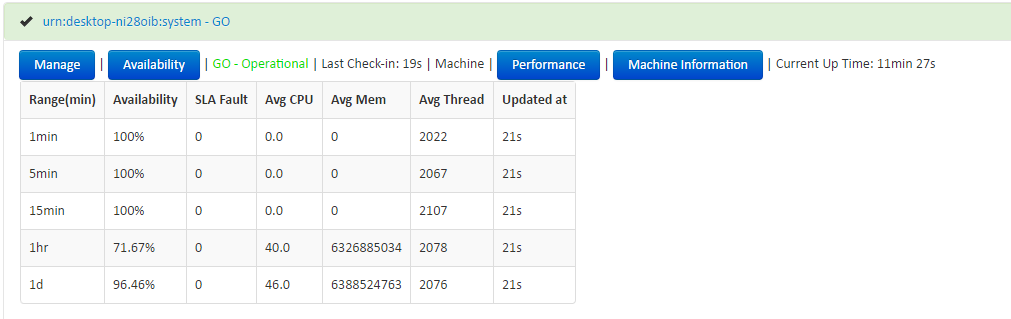 urn:desktop-ni28oib:system - GO
Manage | Availability | GO - Operational | Last Check-in: 19s | Machine | Performance | Machine Information | Current Up Time: 11min 27s
Range(min) Availability SLA Fault Avg CPU Avg Mem Avg Thread Updated at
1min 100% 0 0.0 0 2022 21s
5min 100% 0 0.0 0 2067 21s
15min 100% 0 0.0 0 2107 21s
1hr 71.67% 0 40.0 6326885034 2078 21s
1d 96.46% 0 46.0 6388524763 2076 21s